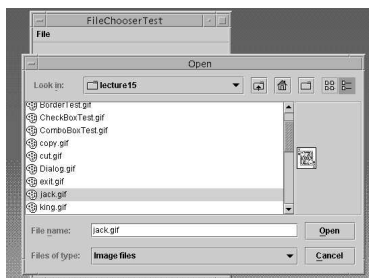 FileChooserTest
File
Open
Look in: lecture15
BorderTest.gif
CheckBoxTest.gif
ComboBoxTest.gif
copy.gif
cut.gif
Dialog.gif
exit.gif
jack.gif
king.gif
File name: jack.gif Open
Files of type: Image files Cancel